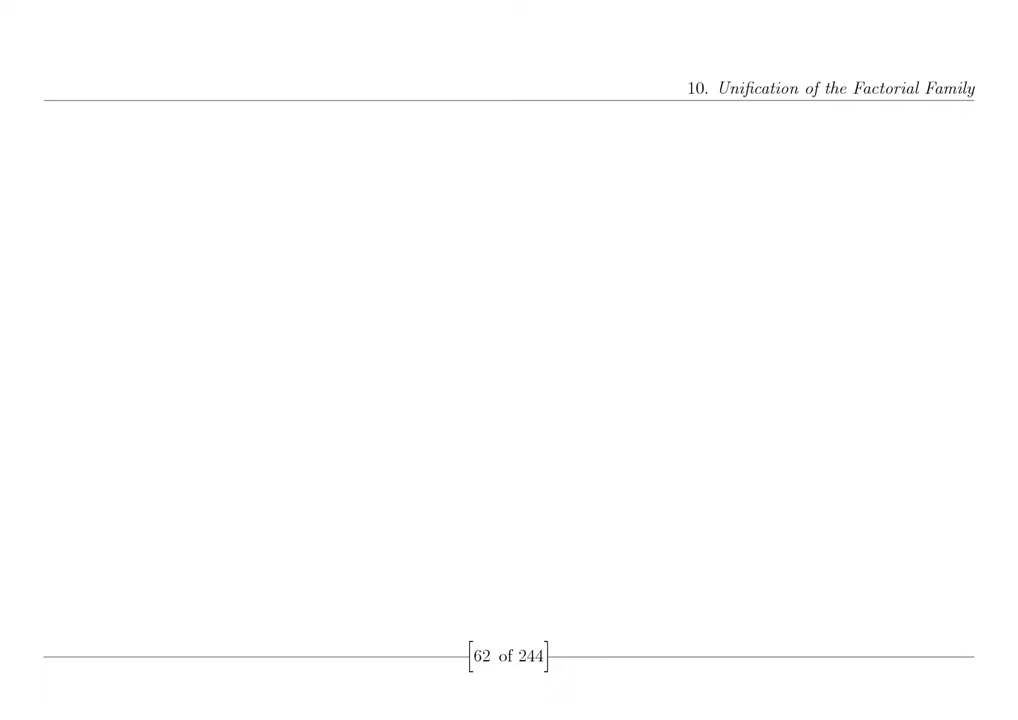 10. Unification of the Factorial Family
62 of 244